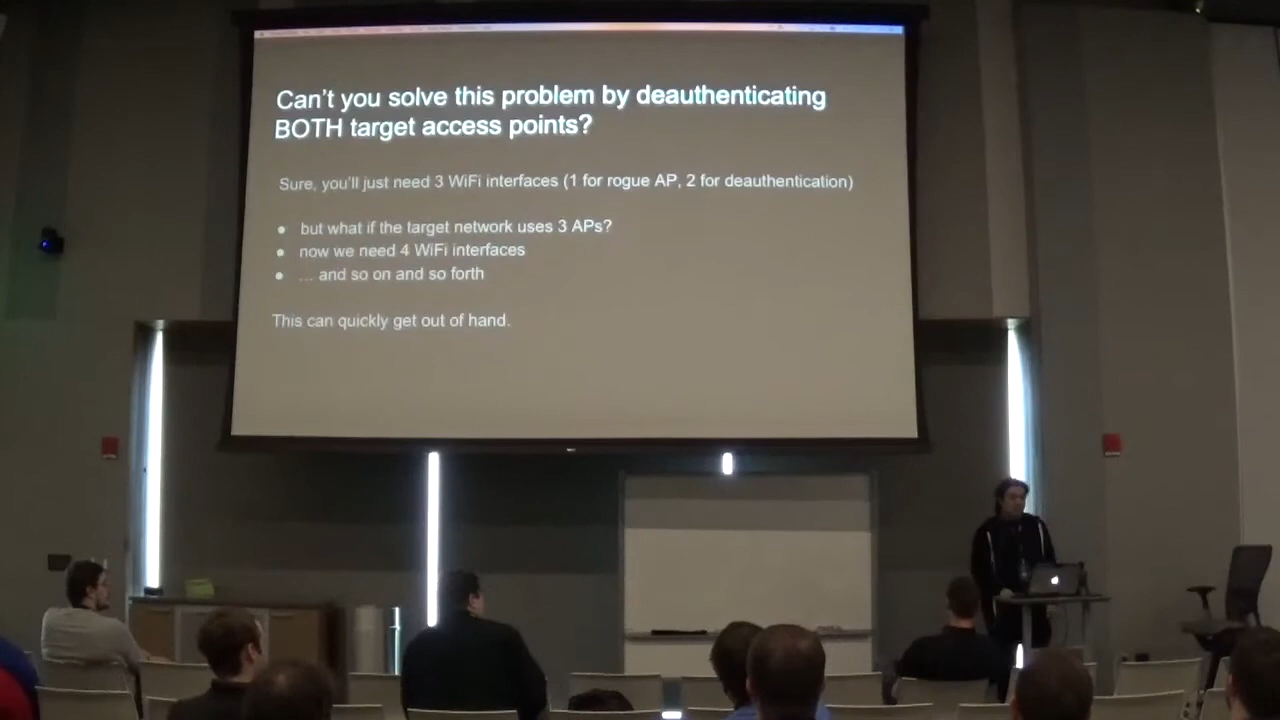 Can't you solve this problem by deauthenticating
BOTH target access points?
Sure, you'll just need 3 WiFi interfaces (1 for rogue AP, 2 for deauthentication)
● but what if the target network uses 3 APs?
● now we need 4 WiFi interfaces
● … and so on and so forth
This can quickly get out of hand.